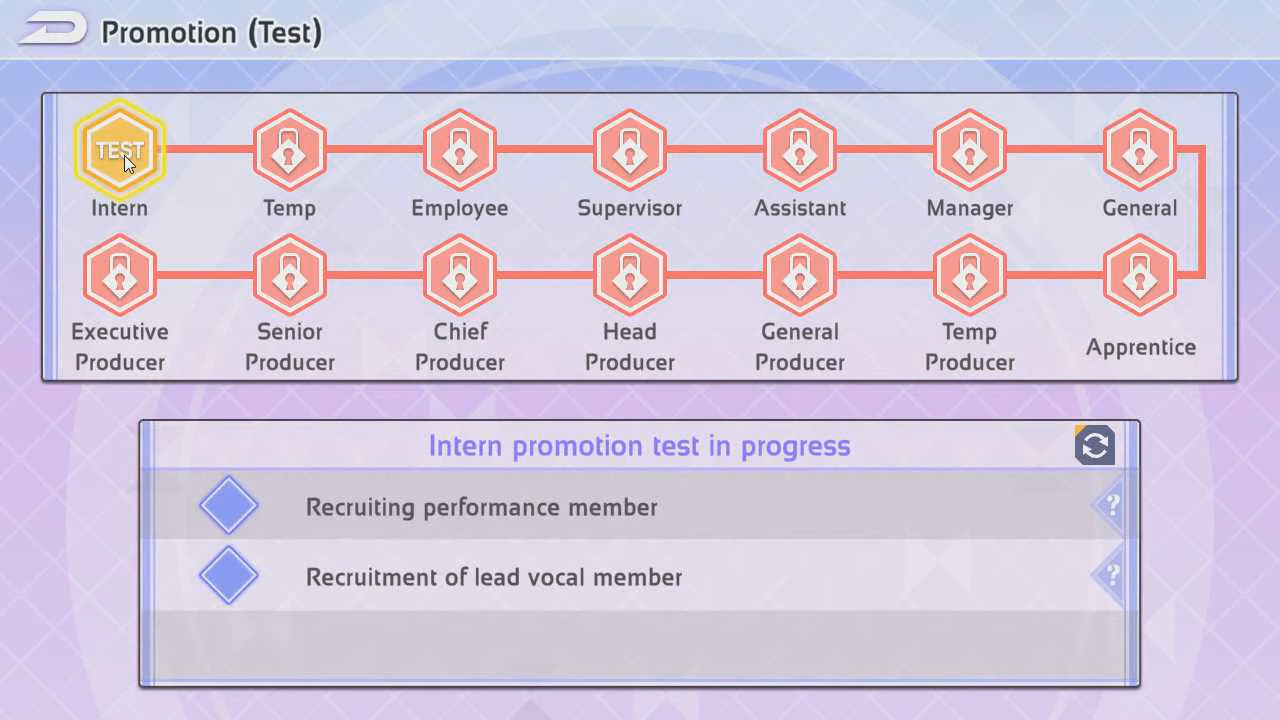 Promotion (Test)
TEST
Intern
Temp
Employee
Supervisor
Assistant
Manager
General
Executive
Producer
Senior
Producer
Chief
Producer
Head
Producer
General
Producer
Temp
Producer
Apprentice
Intern promotion test in progress
Recruiting performance member
?
Recruitment of lead vocal member
?